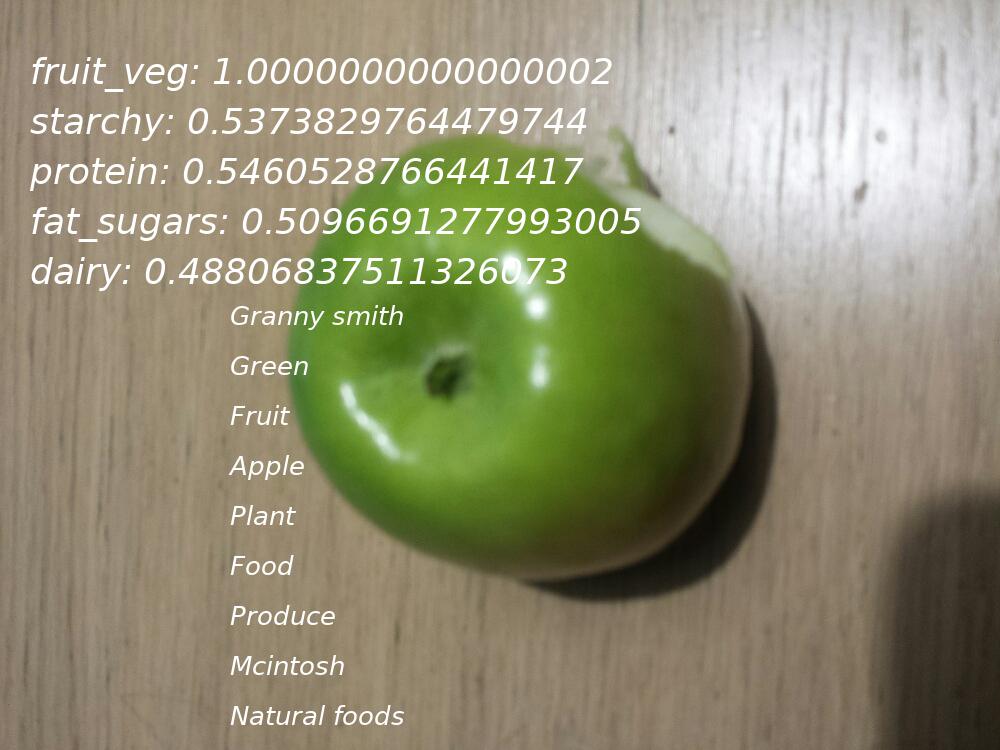 fruit_veg: 1.0000000000000002
starchy: 0.5373829764479744
protein: 0.5460528766441417
fat_sugars: 0.5096691277993005
dairy: 0.48806837511326073
Granny smith
Green
Fruit
Apple
Plant
Food
Produce
Mcintosh
Natural foods